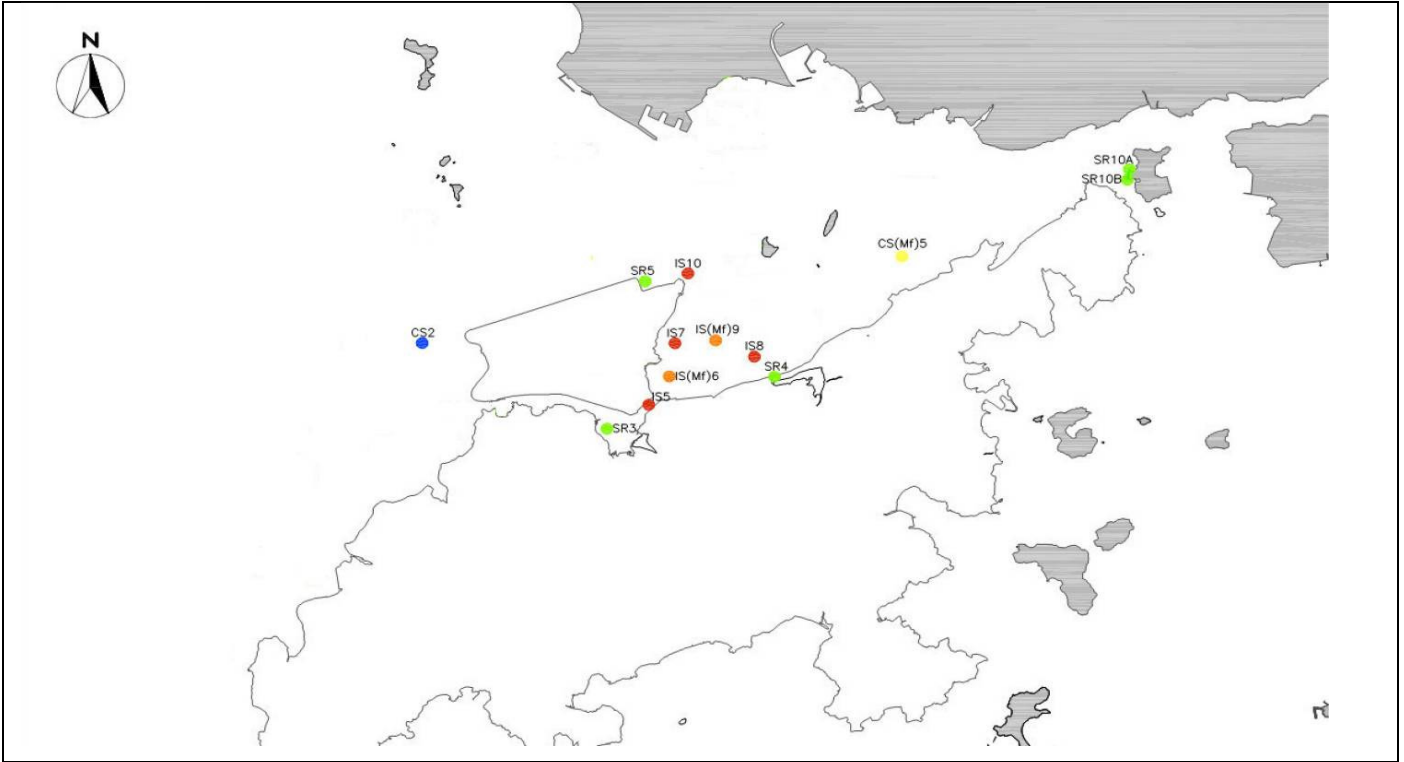 N
SR10A
SR10B
CS(Mf)5
IS10
SR5
CS2
IS7
IS(Mf)9
IS8
SR4
IS(Mf)6
IS5
SR3